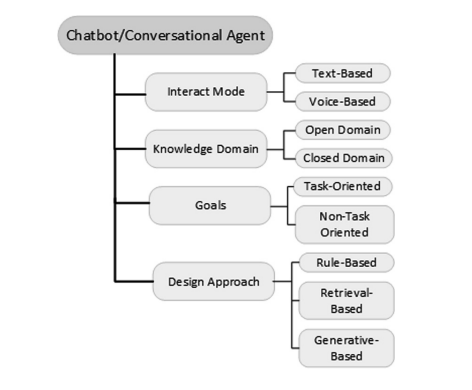 Chatbot/Conversational Agent
Interact Mode
Text-Based
Voice-Based
Knowledge Domain
Open Domain
Closed Domain
Goals
Task-Oriented
Non-Task
Oriented
Design Approach
Rule-Based
Retrieval-
Based
Generative-
Based